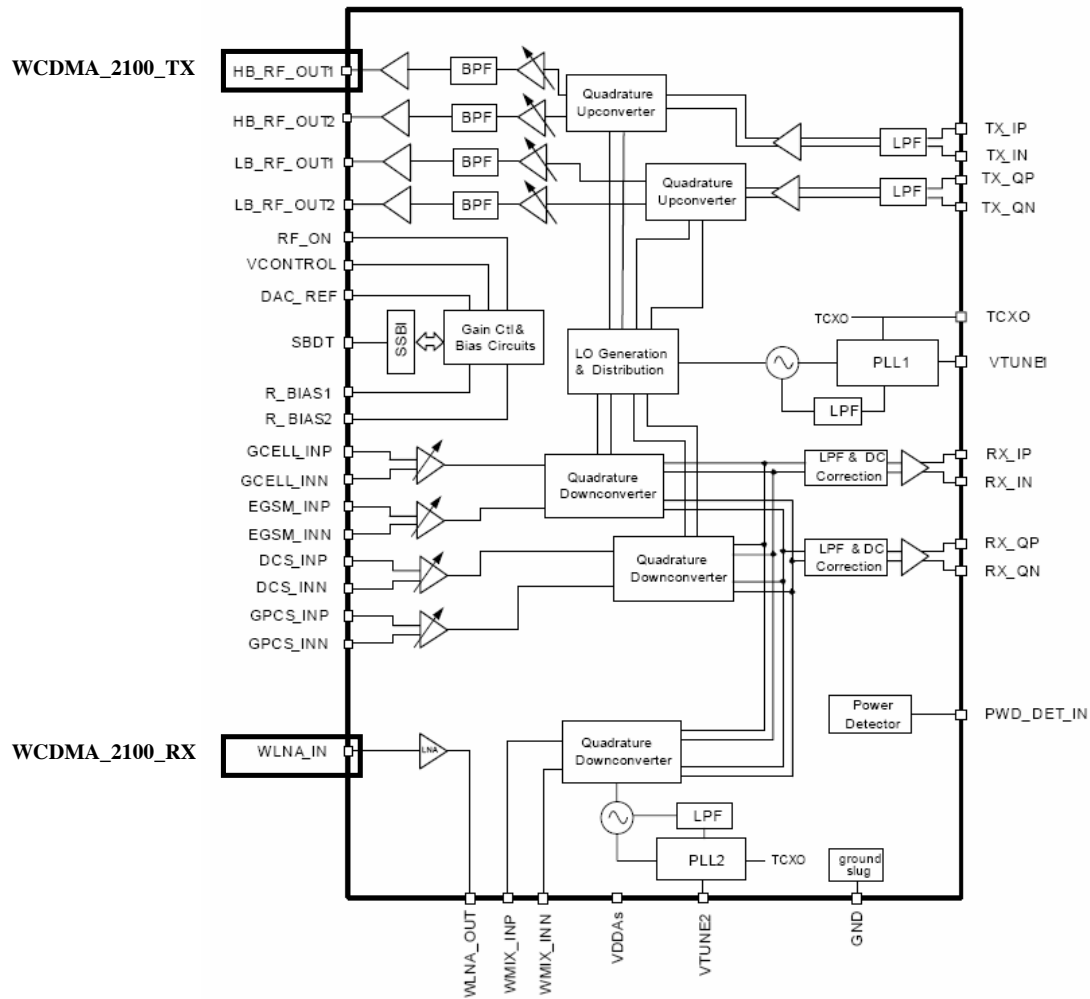 WCDMA_2100_TX
HB_RF_OUT1
BPF
Quadrature
Upconverter
HB_RF_OUT2
BPF
LPF
TX_IP
TX_IN
LB_RF_OUT1
BPF
Quadrature
Upconverter
LPF
TX_QP
TX_QN
LB_RF_OUT2
BPF
RF_ON
VCONTROL
DAC_REF
SBDT
SSBI
Gain Ctl &
Bias Circuits
R_BIAS1
R_BIAS2
LO Generation
& Distribution
TCXO
TCXO
PLL1
VTUNE1
LPF
GCELL_INP
GCELL_INN
EGSM_INP
EGSM_INN
DCS_INP
DCS_INN
GPCS_INP
GPCS_INN
Quadrature
Downconverter
LPF & DC
Correction
RX_IP
RX_IN
Quadrature
Downconverter
LPF & DC
Correction
RX_QP
RX_QN
Power
Detector
PWD_DET_IN
WCDMA_2100_RX
WLNA_IN
LNA
Quadrature
Downconverter
LPF
PLL2
TCXO
ground
slug
WLNA_OUT
WMIX_INP
WMIX_INN
VDDAs
VTUNE2
GND